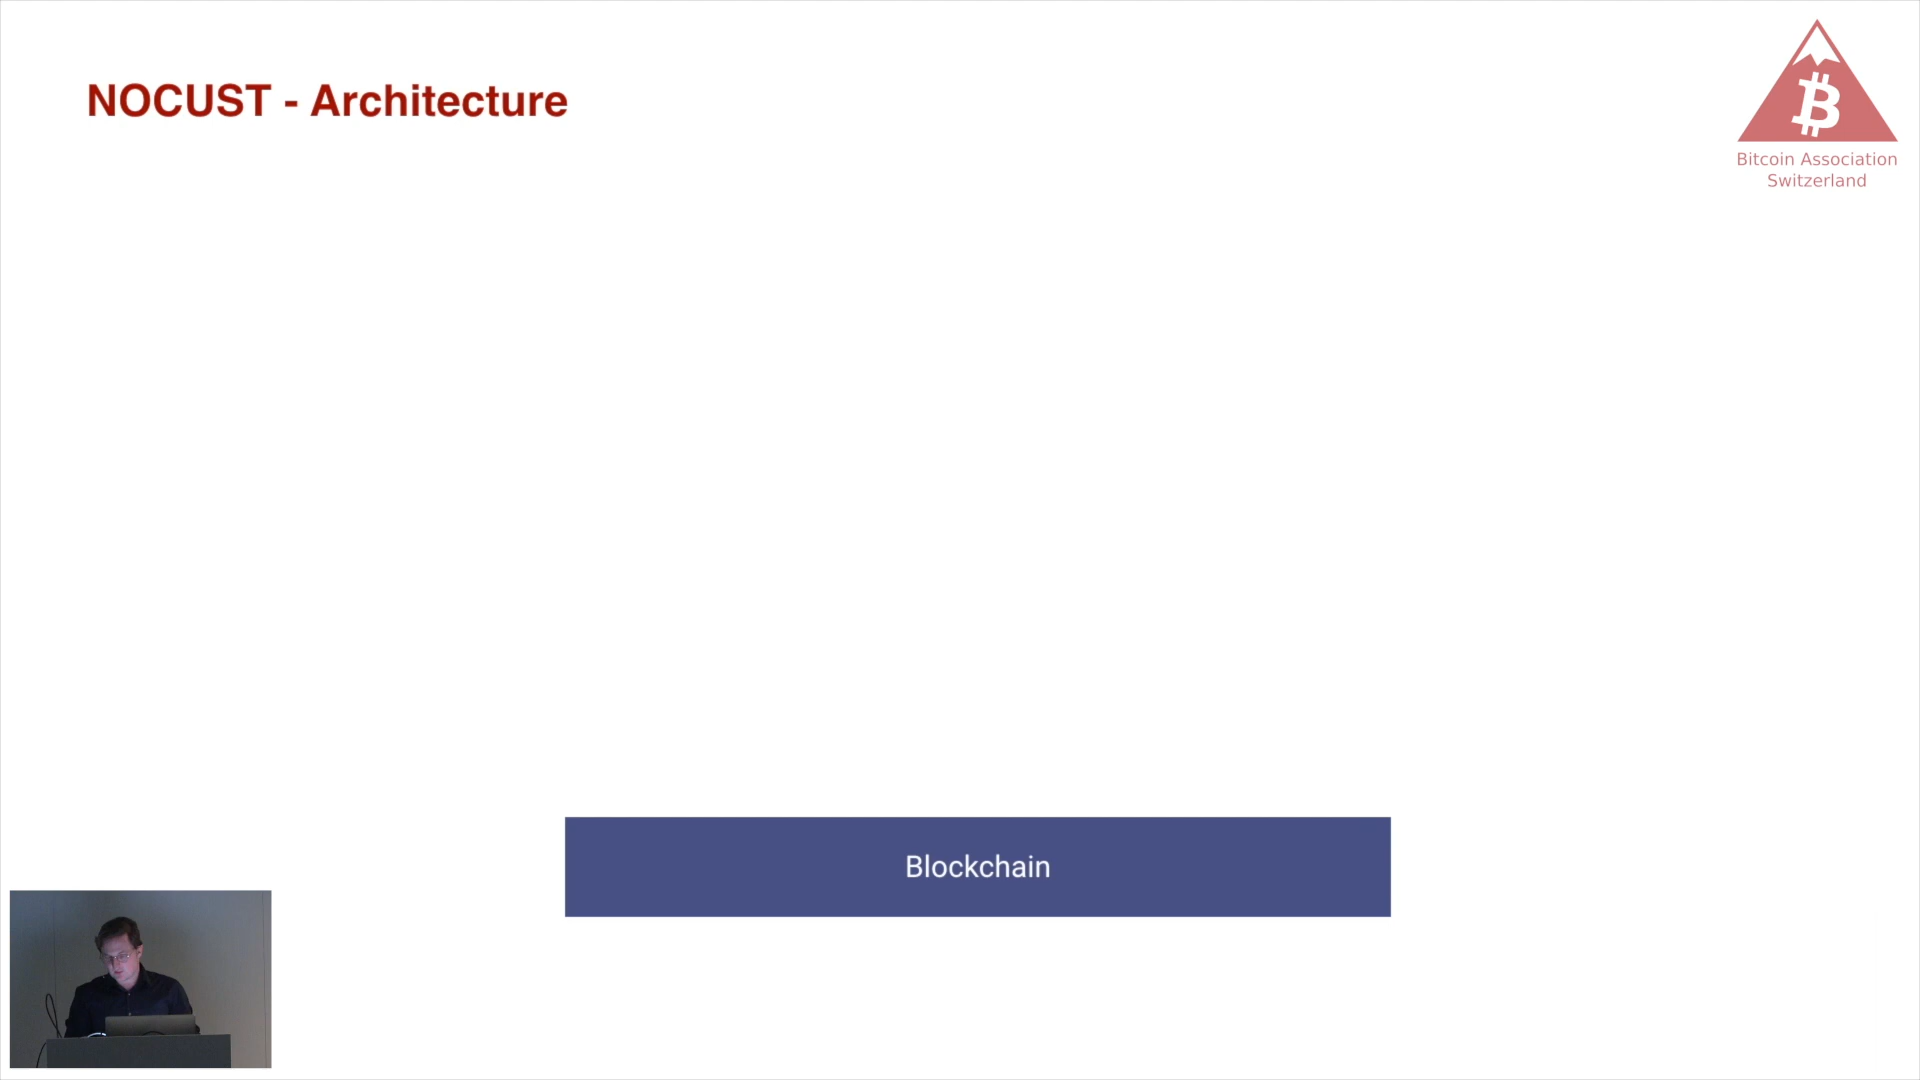 NOCUST - Architecture
Bitcoin Association
Switzerland
Blockchain